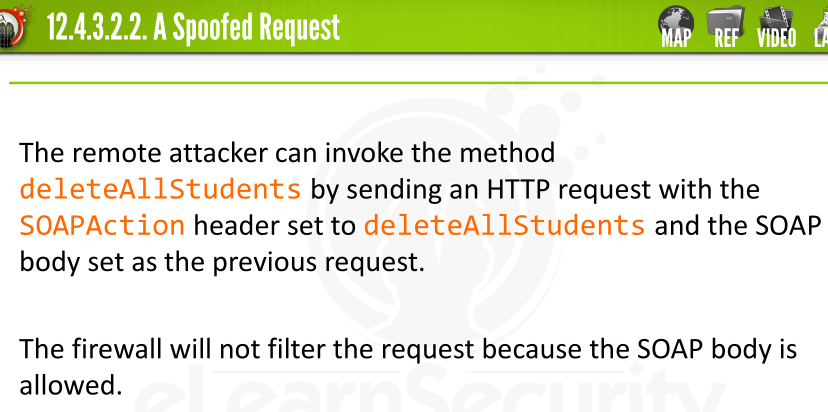 12.4.3.2.2. A Spoofed Request
MAP REF VIDEO
The remote attacker can invoke the method
deleteAllStudents by sending an HTTP request with the
SOAPAction header set to deleteAllStudents and the SOAP
body set as the previous request.
The firewall will not filter the request because the SOAP body is
allowed.
eLearnSecurity